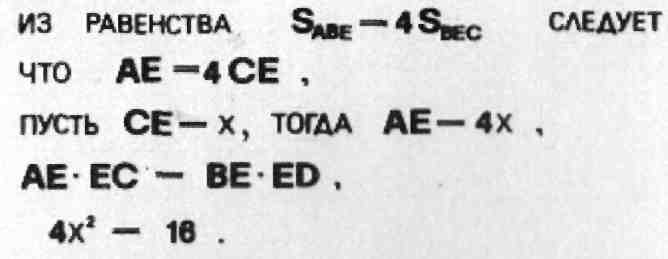 ИЗ РАВЕНСТВА S_ABE — 4 S_BEC СЛЕДУЕТ
ЧТО AE — 4 CE ,
ПУСТЬ CE — X, ТОГДА AE — 4X ,
AE · EC — BE · ED ,
4X² — 16 .